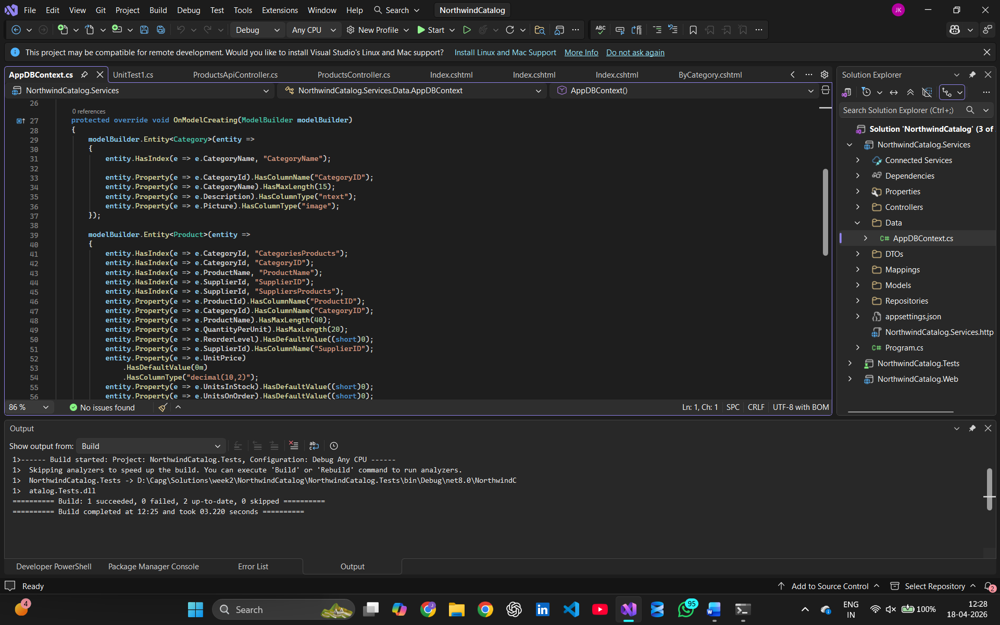 File Edit View Git Project Build Debug Test Tools Extensions Window Help Search NorthwindCatalog JK
Debug Any CPU New Profile Start
This project may be compatible for remote development. Would you like to install Visual Studio's Linux and Mac support? Install Linux and Mac Support More Info Do not ask again
AppDBContext.cs UnitTest1.cs ProductsApiController.cs ProductsController.cs Index.cshtml Index.cshtml Index.cshtml ByCategory.cshtml
NorthwindCatalog.Services NorthwindCatalog.Services.Data.AppDBContext AppDBContext()
26
0 references
27 protected override void OnModelCreating(ModelBuilder modelBuilder)
28 {
29 modelBuilder.Entity<Category>(entity =>
30 {
31 entity.HasIndex(e => e.CategoryName, "CategoryName");
32
33 entity.Property(e => e.CategoryId).HasColumnName("CategoryID");
34 entity.Property(e => e.CategoryName).HasMaxLength(15);
35 entity.Property(e => e.Description).HasColumnType("ntext");
36 entity.Property(e => e.Picture).HasColumnType("image");
37 });
38
39 modelBuilder.Entity<Product>(entity =>
40 {
41 entity.HasIndex(e => e.CategoryId, "CategoriesProducts");
42 entity.HasIndex(e => e.CategoryId, "CategoryID");
43 entity.HasIndex(e => e.ProductName, "ProductName");
44 entity.HasIndex(e => e.SupplierId, "SupplierID");
45 entity.HasIndex(e => e.SupplierId, "SuppliersProducts");
46 entity.Property(e => e.ProductId).HasColumnName("ProductID");
47 entity.Property(e => e.CategoryId).HasColumnName("CategoryID");
48 entity.Property(e => e.ProductName).HasMaxLength(40);
49 entity.Property(e => e.QuantityPerUnit).HasMaxLength(20);
50 entity.Property(e => e.ReorderLevel).HasDefaultValue((short)0);
51 entity.Property(e => e.SupplierId).HasColumnName("SupplierID");
52 entity.Property(e => e.UnitPrice)
53 .HasDefaultValue(0m)
54 .HasColumnType("decimal(10,2)");
55 entity.Property(e => e.UnitsInStock).HasDefaultValue((short)0);
56 entity.Property(e => e.UnitsOnOrder).HasDefaultValue((short)0);
86 % No issues found Ln: 1, Ch: 1 SPC CRLF UTF-8 with BOM
Solution Explorer
Search Solution Explorer (Ctrl+;)
Solution 'NorthwindCatalog' (3 of
NorthwindCatalog.Services
Connected Services
Dependencies
Properties
Controllers
Data
C# AppDBContext.cs
DTOs
Mappings
Models
Repositories
appsettings.json
NorthwindCatalog.Services.http
C# Program.cs
NorthwindCatalog.Tests
NorthwindCatalog.Web
Output
Show output from: Build
1>------ Build started: Project: NorthwindCatalog.Tests, Configuration: Debug Any CPU ------
1> Skipping analyzers to speed up the build. You can execute 'Build' or 'Rebuild' command to run analyzers.
1> NorthwindCatalog.Tests -> D:\Capg\Solutions\week2\NorthwindCatalog\NorthwindCatalog.Tests\bin\Debug\net8.0\NorthwindC
1> atalog.Tests.dll
========== Build: 1 succeeded, 0 failed, 2 up-to-date, 0 skipped ==========
========== Build completed at 12:25 and took 03.220 seconds ==========
Developer PowerShell Package Manager Console Error List Output
Ready Add to Source Control Select Repository 2
4 Search 95 ENG IN 100% 12:28
18-04-2026